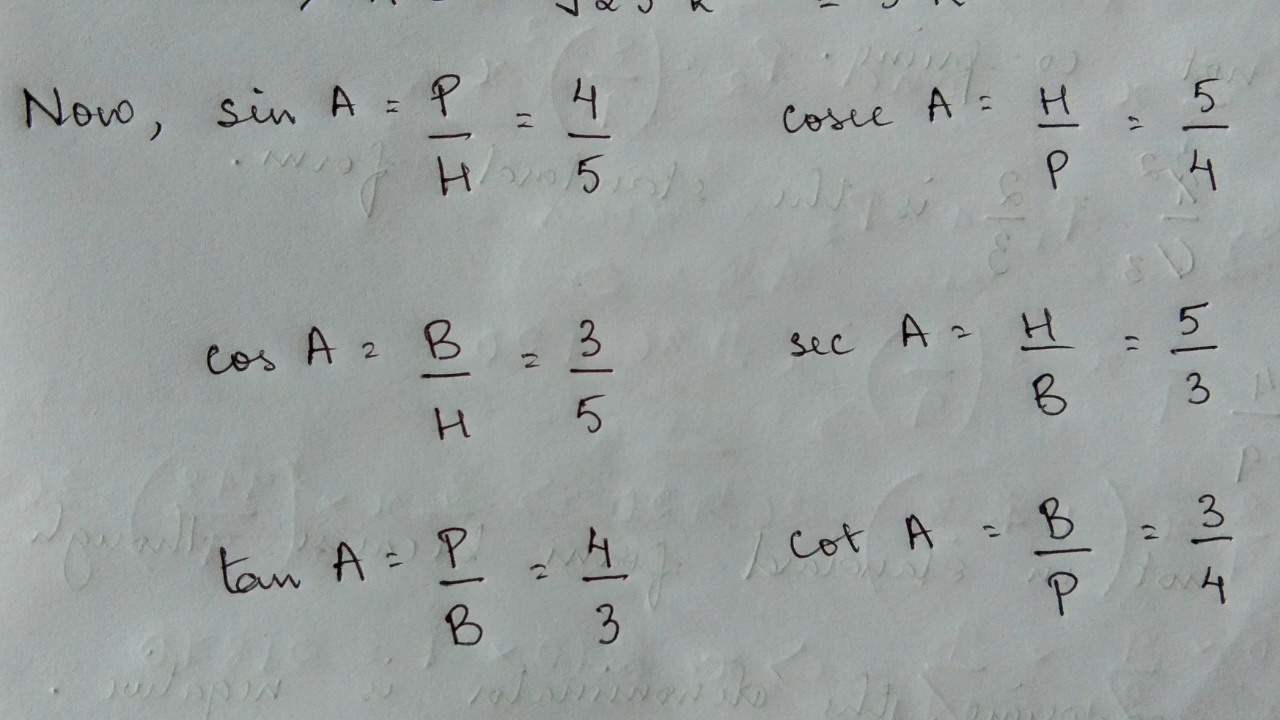 Now, sin A = P/H = 4/5 cosec A = H/P = 5/4
cos A = B/H = 3/5 sec A = H/B = 5/3
tan A = P/B = 4/3 cot A = B/P = 3/4